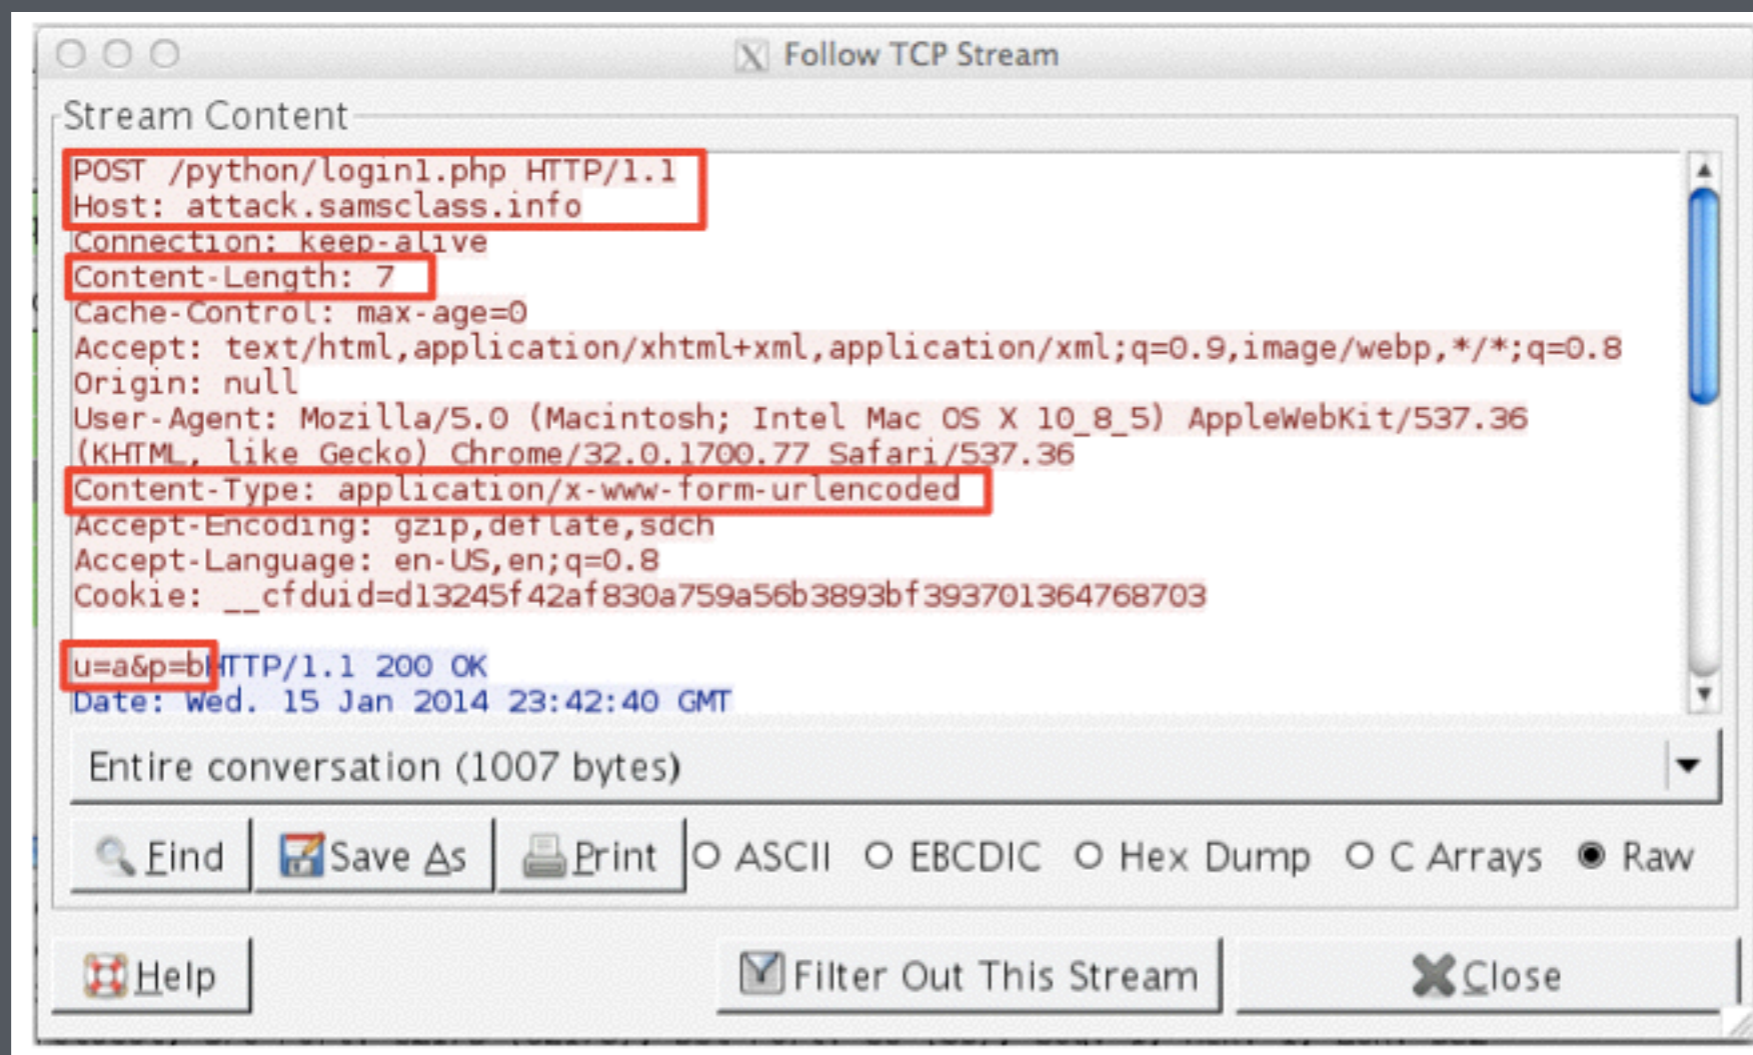 Follow TCP Stream
Stream Content
POST /python/login1.php HTTP/1.1
Host: attack.samsclass.info
Connection: keep-alive
Content-Length: 7
Cache-Control: max-age=0
Accept: text/html,application/xhtml+xml,application/xml;q=0.9,image/webp,*/*;q=0.8
Origin: null
User-Agent: Mozilla/5.0 (Macintosh; Intel Mac OS X 10_8_5) AppleWebKit/537.36
(KHTML, like Gecko) Chrome/32.0.1700.77 Safari/537.36
Content-Type: application/x-www-form-urlencoded
Accept-Encoding: gzip,deflate,sdch
Accept-Language: en-US,en;q=0.8
Cookie: __cfduid=d13245f42af830a759a56b3893bf393701364768703
u=a&p=bHTTP/1.1 200 OK
Date: Wed. 15 Jan 2014 23:42:40 GMT
Entire conversation (1007 bytes)
Find Save As Print ASCII EBCDIC Hex Dump C Arrays Raw
Help Filter Out This Stream Close